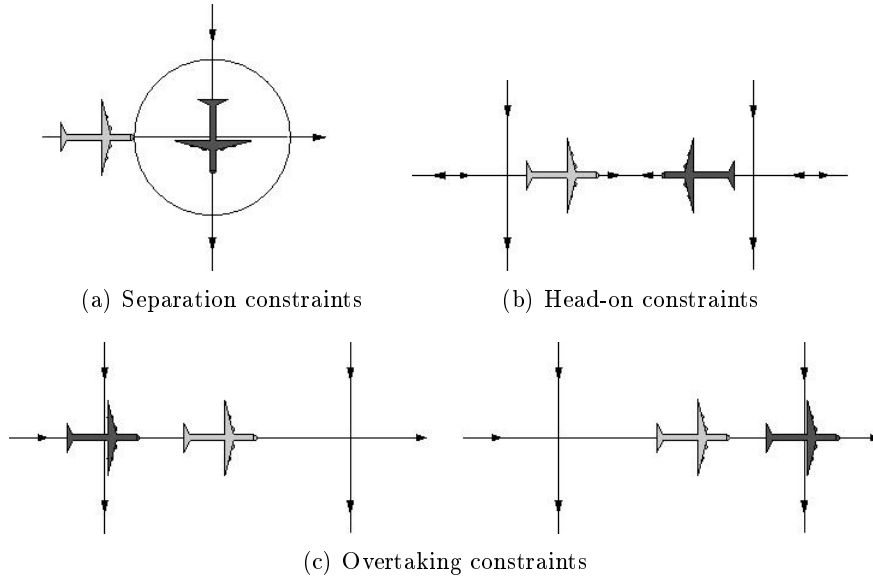 (a) Separation constraints
(b) Head-on constraints
(c) Overtaking constraints